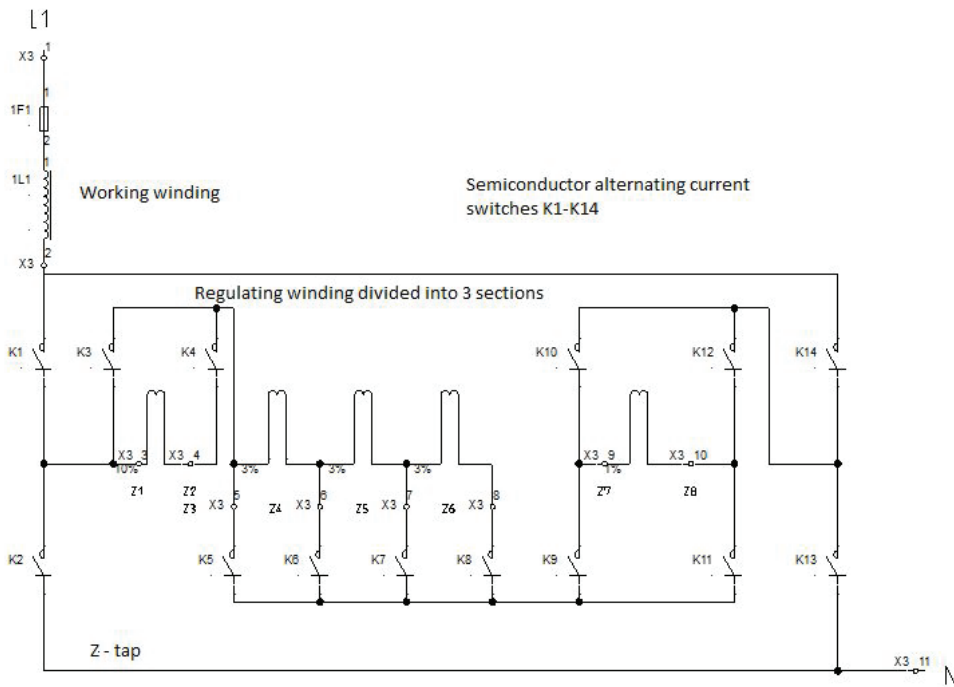 L1
1
X3
1
1F1
2
1
1L1
Working winding
Semiconductor alternating current
switches K1-K14
2
X3
Regulating winding divided into 3 sections
K1 K3 K4 K10 K12 K14
X3 3 X3 4 X3 9 X3 10
10% 3% 3% 3% 1%
5 6 7 8
Z1 Z2 Z7 Z8
Z3 X3 Z4 X3 Z5 X3 Z6 X3
K2 K5 K6 K7 K8 K9 K11 K13
Z - tap
X3 11
N